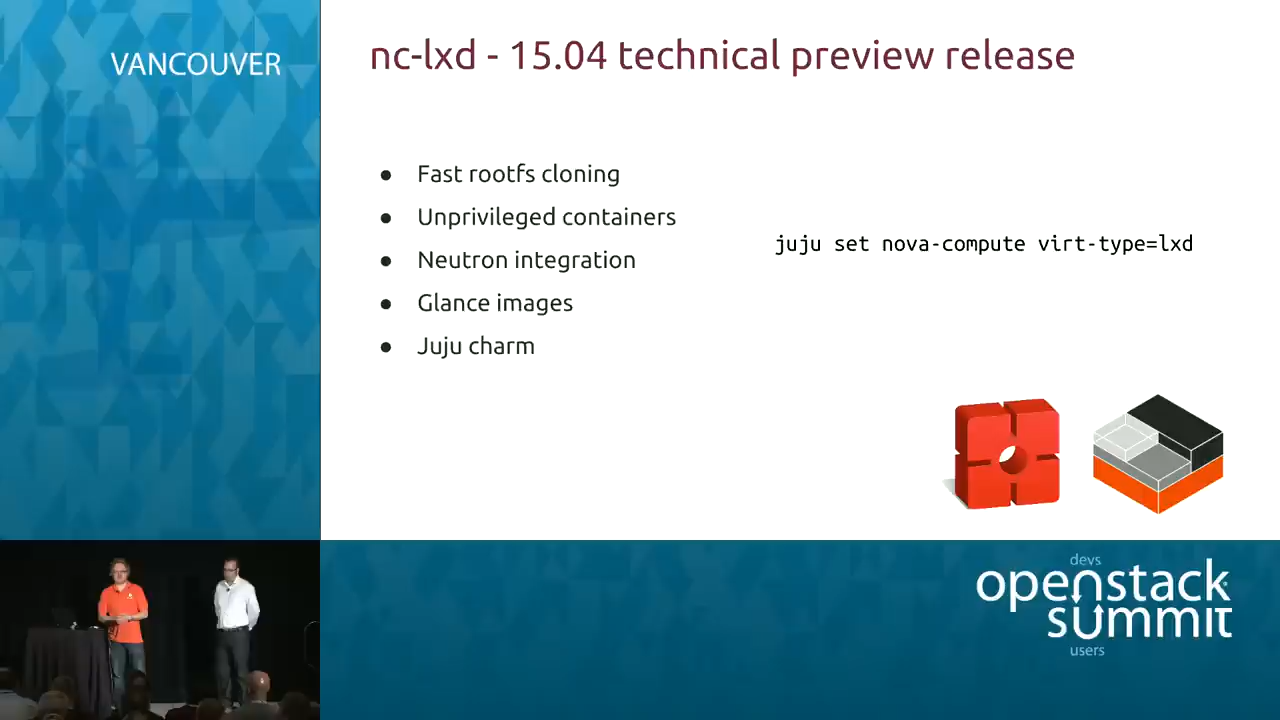 VANCOUVER
nc-lxd - 15.04 technical preview release
● Fast rootfs cloning
● Unprivileged containers
● Neutron integration
● Glance images
● Juju charm
juju set nova-compute virt-type=lxd
devs
openstack
summit
users